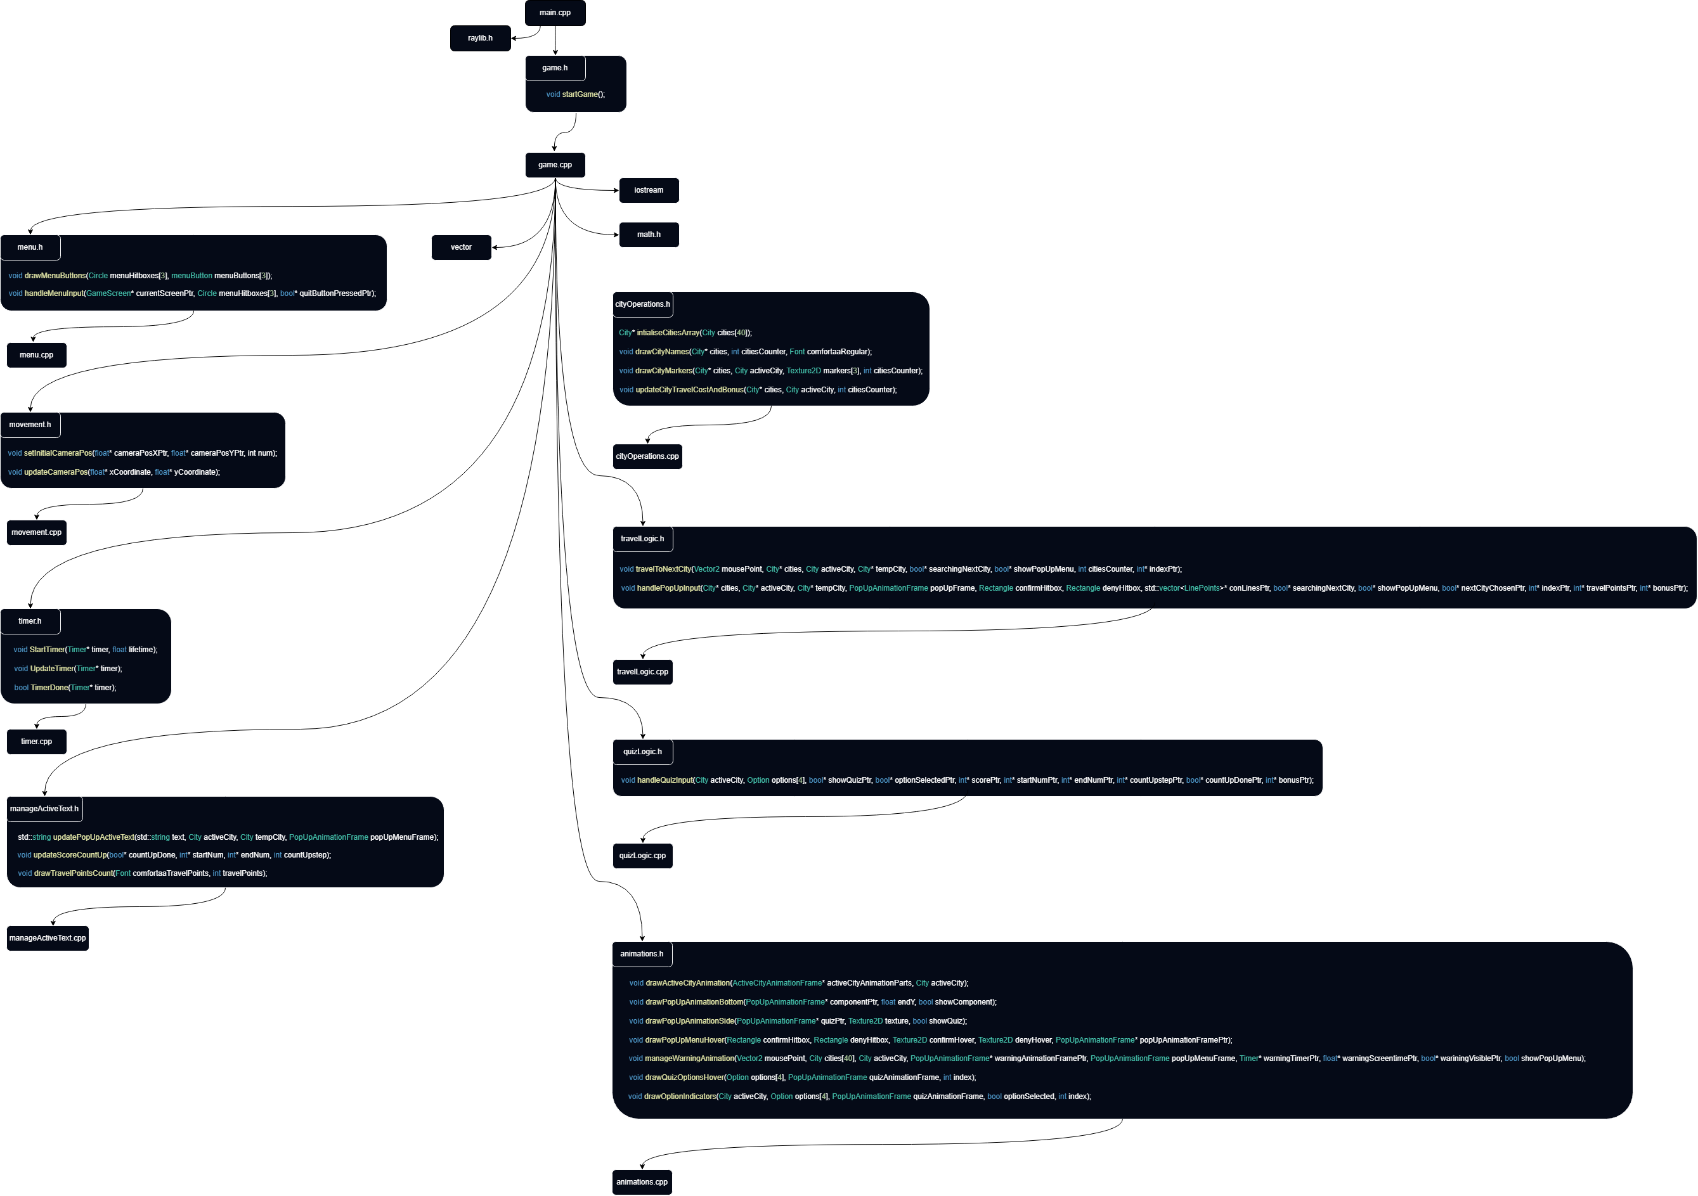 main.cpp
raylib.h
game.h
void startGame();
game.cpp
iostream
math.h
vector
menu.h
void drawMenuButtons(Circle menuHitboxes[3], menuButton menuButtons[3]);
void handleMenuInput(GameScreen* currentScreenPtr, Circle menuHitboxes[3], bool* quitButtonPressedPtr);
menu.cpp
movement.h
void setInitialCameraPos(float* cameraPosXPtr, float* cameraPosYPtr, int num);
void updateCameraPos(float* xCoordinate, float* yCoordinate);
movement.cpp
timer.h
void StartTimer(Timer* timer, float lifetime);
void UpdateTimer(Timer* timer);
bool TimerDone(Timer* timer);
timer.cpp
manageActiveText.h
std::string updatePopUpActiveText(std::string text, City activeCity, City tempCity, PopUpAnimationFrame popUpMenuFrame);
void updateScoreCountUp(bool* countUpDone, int* startNum, int* endNum, int countUpstep);
void drawTravelPointsCount(Font comfortaaTravelPoints, int travelPoints);
manageActiveText.cpp
cityOperations.h
City* intialiseCitiesArray(City cities[40]);
void drawCityNames(City* cities, int citiesCounter, Font comfortaaRegular);
void drawCityMarkers(City* cities, City activeCity, Texture2D markers[3], int citiesCounter);
void updateCityTravelCostAndBonus(City* cities, City activeCity, int citiesCounter);
cityOperations.cpp
travelLogic.h
void travelToNextCity(Vector2 mousePoint, City* cities, City activeCity, City* tempCity, bool* searchingNextCity, bool* showPopUpMenu, int citiesCounter, int* indexPtr);
void handlePopUpInput(City* cities, City* activeCity, City* tempCity, PopUpAnimationFrame popUpFrame, Rectangle confirmHitbox, Rectangle denyHitbox, std::vector<LinePoints>* conLinesPtr, bool* searchingNextCity, bool* showPopUpMenu, bool* nextCityChosenPtr, int* indexPtr, int* travelPointsPtr, int* bonusPtr);
travelLogic.cpp
quizLogic.h
void handleQuizInput(City activeCity, Option options[4], bool* showQuizPtr, bool* optionSelectedPtr, int* scorePtr, int* startNumPtr, int* endNumPtr, int* countUpstepPtr, bool* countUpDonePtr, int* bonusPtr);
quizLogic.cpp
animations.h
void drawActiveCityAnimation(ActiveCityAnimationFrame* activeCityAnimationParts, City activeCity);
void drawPopUpAnimationBottom(PopUpAnimationFrame* componentPtr, float endY, bool showComponent);
void drawPopUpAnimationSide(PopUpAnimationFrame* quizPtr, Texture2D texture, bool showQuiz);
void drawPopUpMenuHover(Rectangle confirmHitbox, Rectangle denyHitbox, Texture2D confirmHover, Texture2D denyHover, PopUpAnimationFrame* popUpAnimationFramePtr);
void manageWarningAnimation(Vector2 mousePoint, City cities[40], City activeCity, PopUpAnimationFrame* warningAnimationFramePtr, PopUpAnimationFrame popUpMenuFrame, Timer* warningTimerPtr, float* warningScreentimePtr, bool* wariningVisiblePtr, bool showPopUpMenu);
void drawQuizOptionsHover(Option options[4], PopUpAnimationFrame quizAnimationFrame, int index);
void drawOptionIndicators(City activeCity, Option options[4], PopUpAnimationFrame quizAnimationFrame, bool optionSelected, int index);
animations.cpp